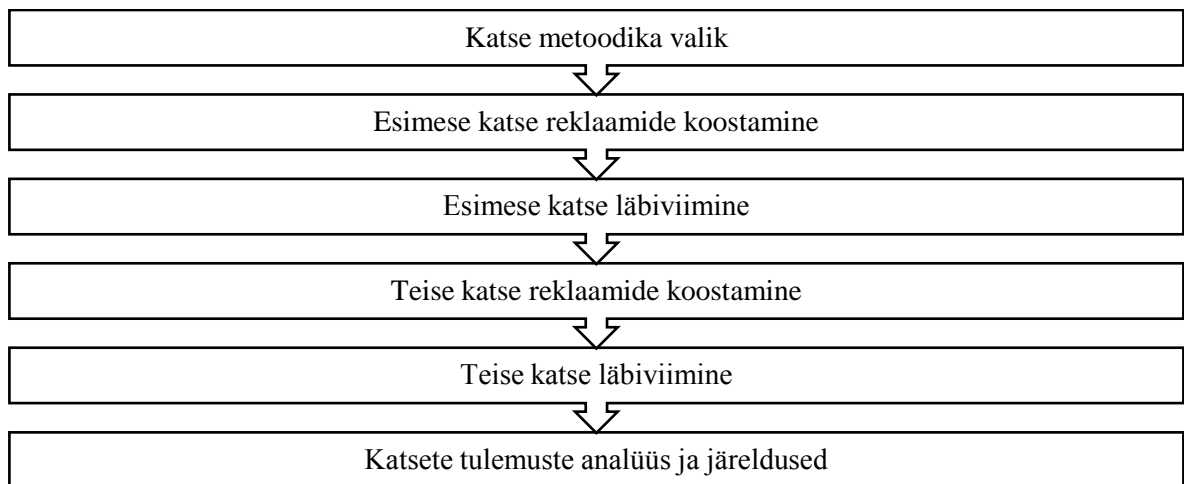 Katse metoodika valik
Esimese katse reklaamide koostamine
Esimese katse läbiviimine
Teise katse reklaamide koostamine
Teise katse läbiviimine
Katsete tulemuste analüüs ja järeldused